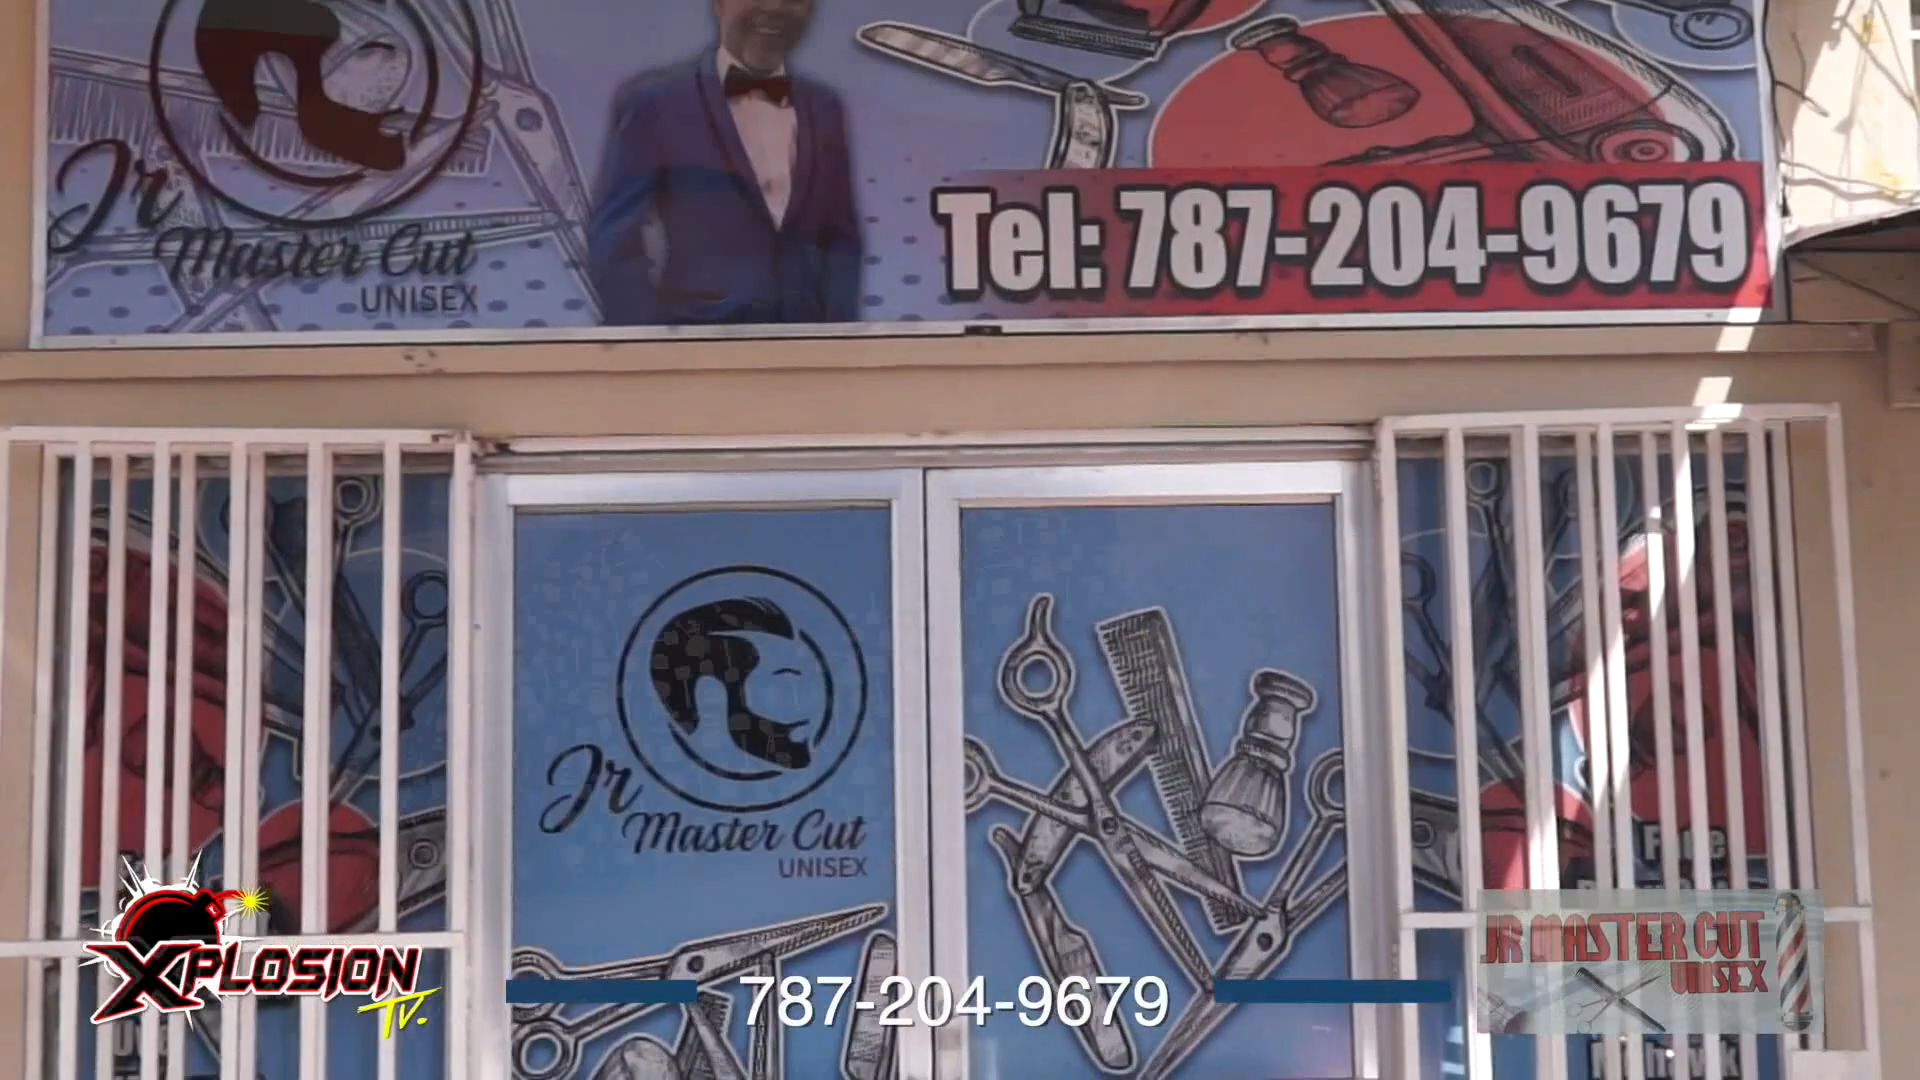 Jr
Master Cut
UNISEX
Tel: 787-204-9679
Jr
Master Cut
UNISEX
Face
XPLOSION
TV.
787-204-9679
JR MASTER CUT
UNISEX